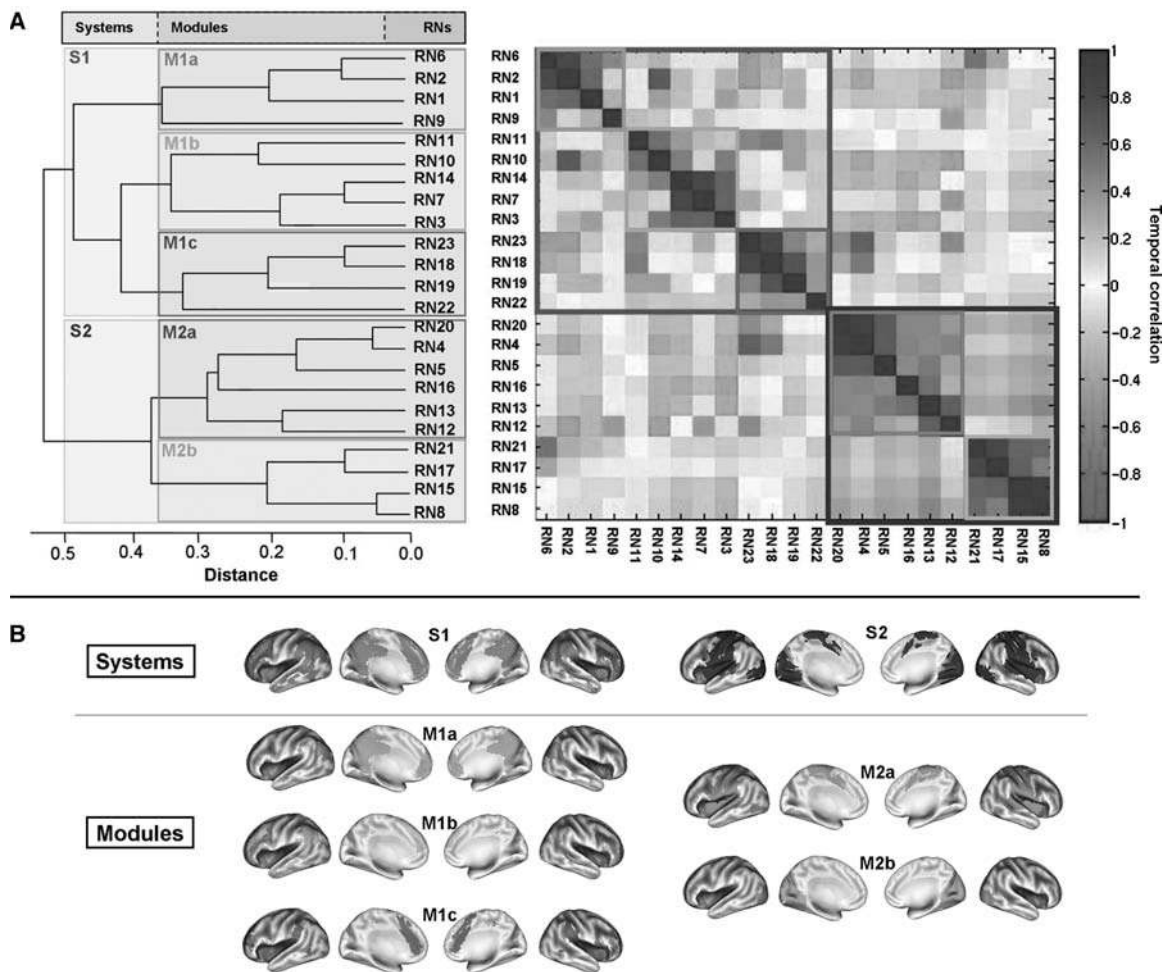 A
Systems Modules RNs
S1
M1a
RN6
RN2
RN1
RN9
M1b
RN11
RN10
RN14
RN7
RN3
M1c
RN23
RN18
RN19
RN22
S2
M2a
RN20
RN4
RN5
RN16
RN13
RN12
M2b
RN21
RN17
RN15
RN8
0.5 0.4 0.3 0.2 0.1 0.0
Distance
RN6
RN2
RN1
RN9
RN11
RN10
RN14
RN7
RN3
RN23
RN18
RN19
RN22
RN20
RN4
RN5
RN16
RN13
RN12
RN21
RN17
RN15
RN8
RN6 RN2 RN1 RN9 RN11 RN10 RN14 RN7 RN3 RN23 RN18 RN19 RN22 RN20 RN4 RN5 RN16 RN13 RN12 RN21 RN17 RN15 RN8
1
0.8
0.6
0.4
0.2
0
-0.2
-0.4
-0.6
-0.8
-1
Temporal correlation
B
Systems
S1
S2
Modules
M1a
M1b
M1c
M2a
M2b